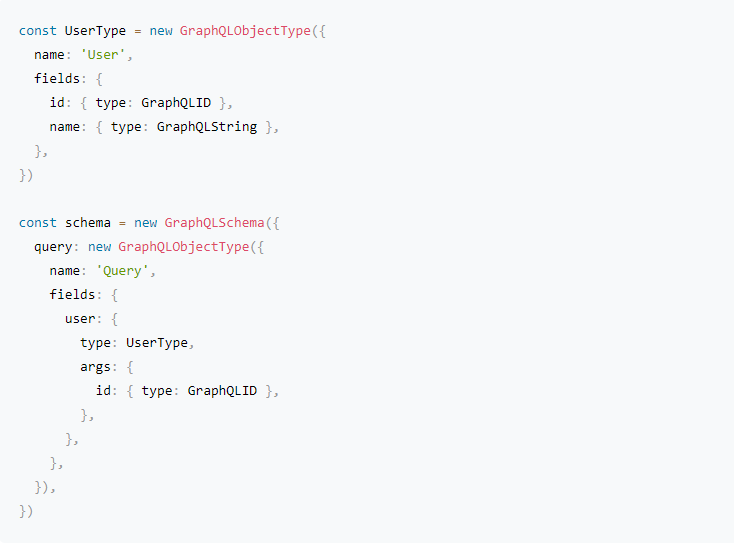 const UserType = new GraphQLObjectType({
  name: 'User',
  fields: {
    id: { type: GraphQLID },
    name: { type: GraphQLString },
  },
})

const schema = new GraphQLSchema({
  query: new GraphQLObjectType({
    name: 'Query',
    fields: {
      user: {
        type: UserType,
        args: {
          id: { type: GraphQLID },
        },
      },
    },
  }),
})